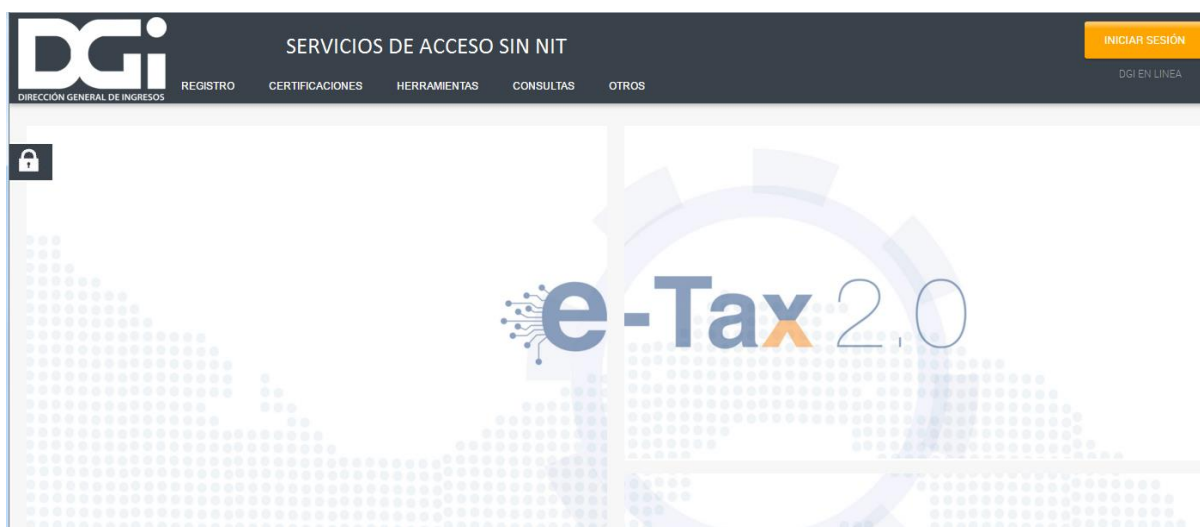 DGi
DIRECCIÓN GENERAL DE INGRESOS
SERVICIOS DE ACCESO SIN NIT
REGISTRO CERTIFICACIONES HERRAMIENTAS CONSULTAS OTROS
INICIAR SESIÓN
DGI EN LINEA
e-Tax 2.0